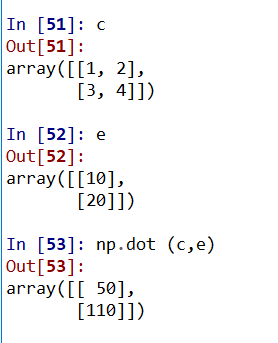 In [51]: c
Out[51]:
array([[1, 2],
       [3, 4]])
In [52]: e
Out[52]:
array([[10],
       [20]])
In [53]: np.dot (c,e)
Out[53]:
array([[ 50],
       [110]])